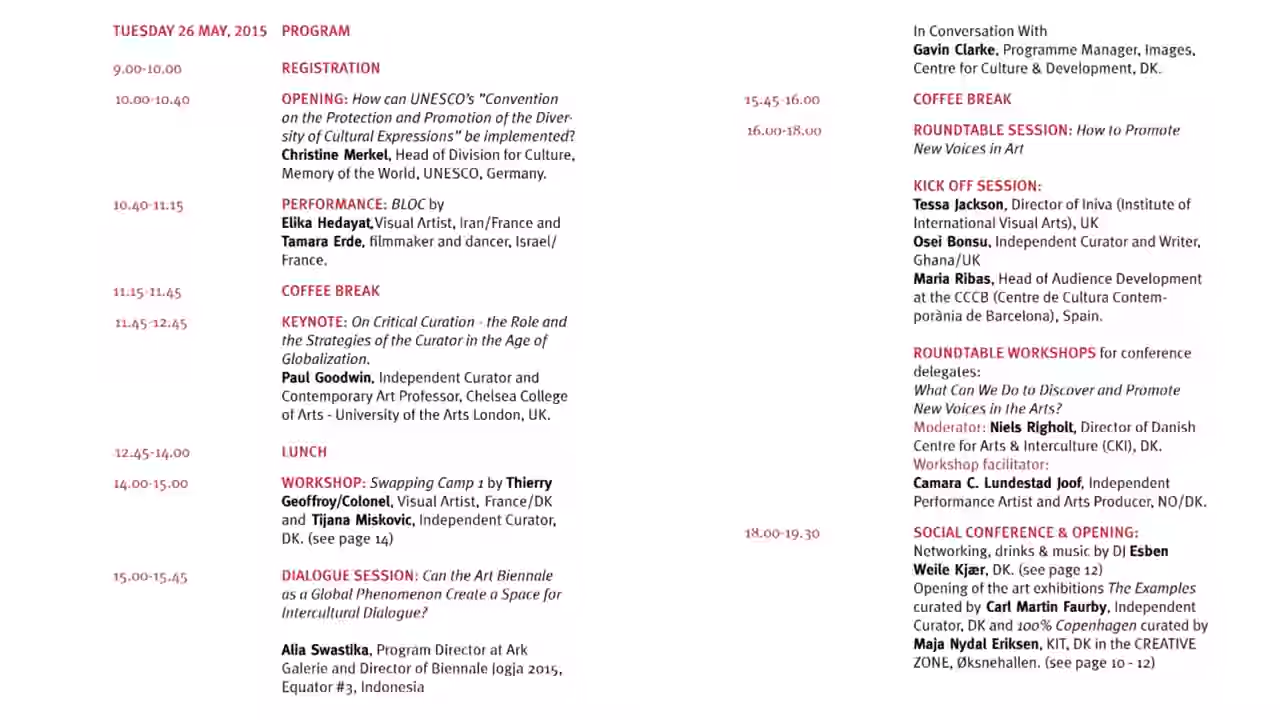 TUESDAY 26 MAY, 2015 PROGRAM
9.00-10.00 REGISTRATION
10.00-10.40 OPENING: How can UNESCO's "Convention
on the Protection and Promotion of the Diver-
sity of Cultural Expressions" be implemented?
Christine Merkel, Head of Division for Culture,
Memory of the World, UNESCO, Germany.
10.40-11.15 PERFORMANCE: BLOC by
Elika Hedayat, Visual Artist, Iran/France and
Tamara Erde, filmmaker and dancer, Israel/
France.
11.15-11.45 COFFEE BREAK
11.45-12.45 KEYNOTE: On Critical Curation - the Role and
the Strategies of the Curator in the Age of
Globalization.
Paul Goodwin, Independent Curator and
Contemporary Art Professor, Chelsea College
of Arts - University of the Arts London, UK.
12.45-14.00 LUNCH
14.00-15.00 WORKSHOP: Swapping Camp 1 by Thierry
Geoffroy/Colonel, Visual Artist, France/DK
and Tijana Miskovic, Independent Curator,
DK. (see page 14)
15.00-15.45 DIALOGUE SESSION: Can the Art Biennale
as a Global Phenomenon Create a Space for
Intercultural Dialogue?
Alia Swastika, Program Director at Ark
Galerie and Director of Biennale Jogja 2015,
Equator #3, Indonesia
In Conversation With
Gavin Clarke, Programme Manager, Images,
Centre for Culture & Development, DK.
15.45-16.00 COFFEE BREAK
16.00-18.00 ROUNDTABLE SESSION: How to Promote
New Voices in Art
KICK OFF SESSION:
Tessa Jackson, Director of Iniva (Institute of
International Visual Arts), UK
Osei Bonsu, Independent Curator and Writer,
Ghana/UK
Maria Ribas, Head of Audience Development
at the CCCB (Centre de Cultura Contem-
porània de Barcelona), Spain.
ROUNDTABLE WORKSHOPS for conference
delegates:
What Can We Do to Discover and Promote
New Voices in the Arts?
Moderator: Niels Righolt, Director of Danish
Centre for Arts & Interculture (CKI), DK.
Workshop facilitator:
Camara C. Lundestad Joof, Independent
Performance Artist and Arts Producer, NO/DK.
18.00-19.30 SOCIAL CONFERENCE & OPENING:
Networking, drinks & music by DJ Esben
Weile Kjær, DK. (see page 12)
Opening of the art exhibitions The Examples
curated by Carl Martin Faurby, Independent
Curator, DK and 100% Copenhagen curated by
Maja Nydal Eriksen, KIT, DK in the CREATIVE
ZONE, Øksnehallen. (see page 10 - 12)